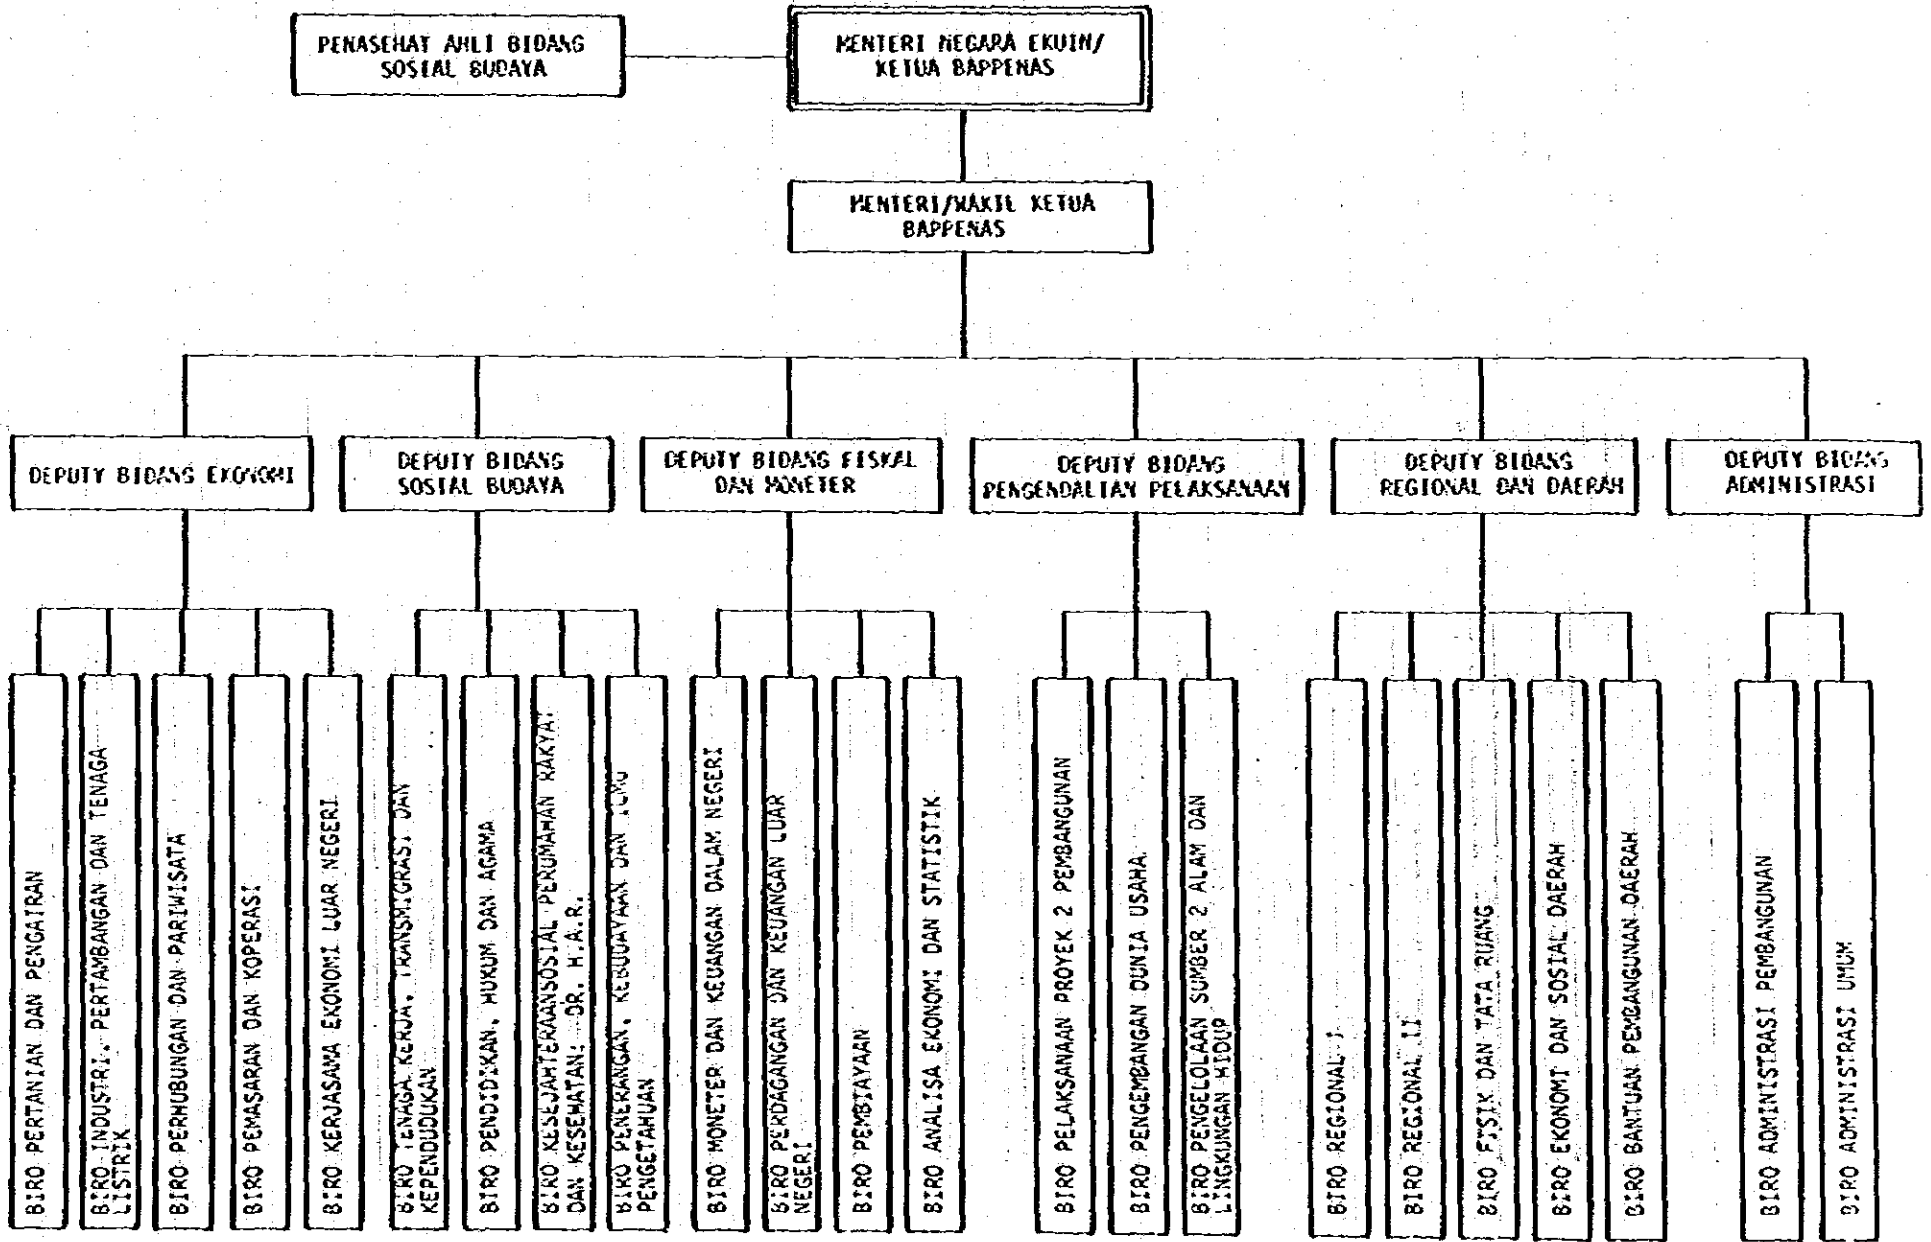 PENASEHAT AHLI BIDANG
SOSIAL BUDAYA
MENTERI NEGARA EKUIN/
KETUA BAPPENAS
MENTERI/WAKIL KETUA
BAPPENAS
DEPUTY BIDANG EKONOMI
DEPUTY BIDANG
SOSIAL BUDAYA
DEPUTY BIDANG FISKAL
DAN MONETER
DEPUTY BIDANG
PENGENDALIAN PELAKSANAAN
DEPUTY BIDANG
REGIONAL DAN DAERAH
DEPUTY BIDANG
ADMINISTRASI
BIRO PERTANIAN DAN PENGAIRAN
BIRO INDUSTRI, PERTAMBANGAN DAN TENAGA
LISTRIK
BIRO PERHUBUNGAN DAN PARIWISATA
BIRO PEMASARAN DAN KOPERASI
BIRO KERJASAMA EKONOMI LUAR NEGERI
BIRO TENAGA KERJA, TRANSMIGRASI DAN
KEPENDUDUKAN
BIRO PENDIDIKAN, HUKUM DAN AGAMA
BIRO KESEJAHTERAANSOSIAL PERUMAHAN RAKYAT
DAN KESEHATAN: DR. H.A.R.
BIRO PENERANGAN, KEBUDAYAAN DAN ILMU
PENGETAHUAN
BIRO MONETER DAN KEUANGAN DALAM NEGERI
BIRO PERDAGANGAN DAN KEUANGAN LUAR
NEGERI
BIRO PEMBIAYAAN
BIRO ANALISA EKONOMI DAN STATISTIK
BIRO PELAKSANAAN PROYEK 2 PEMBANGUNAN
BIRO PENGEMBANGAN DUNIA USAHA
BIRO PENGELOLAAN SUMBER 2 ALAM DAN
LINGKUNGAN HIDUP
BIRO REGIONAL I
BIRO REGIONAL II
BIRO FISIK DAN TATA RUANG
BIRO EKONOMI DAN SOSIAL DAERAH
BIRO BANTUAN PEMBANGUNAN DAERAH
BIRO ADMINISTRASI PEMBANGUNAN
BIRO ADMINISTRASI UMUM